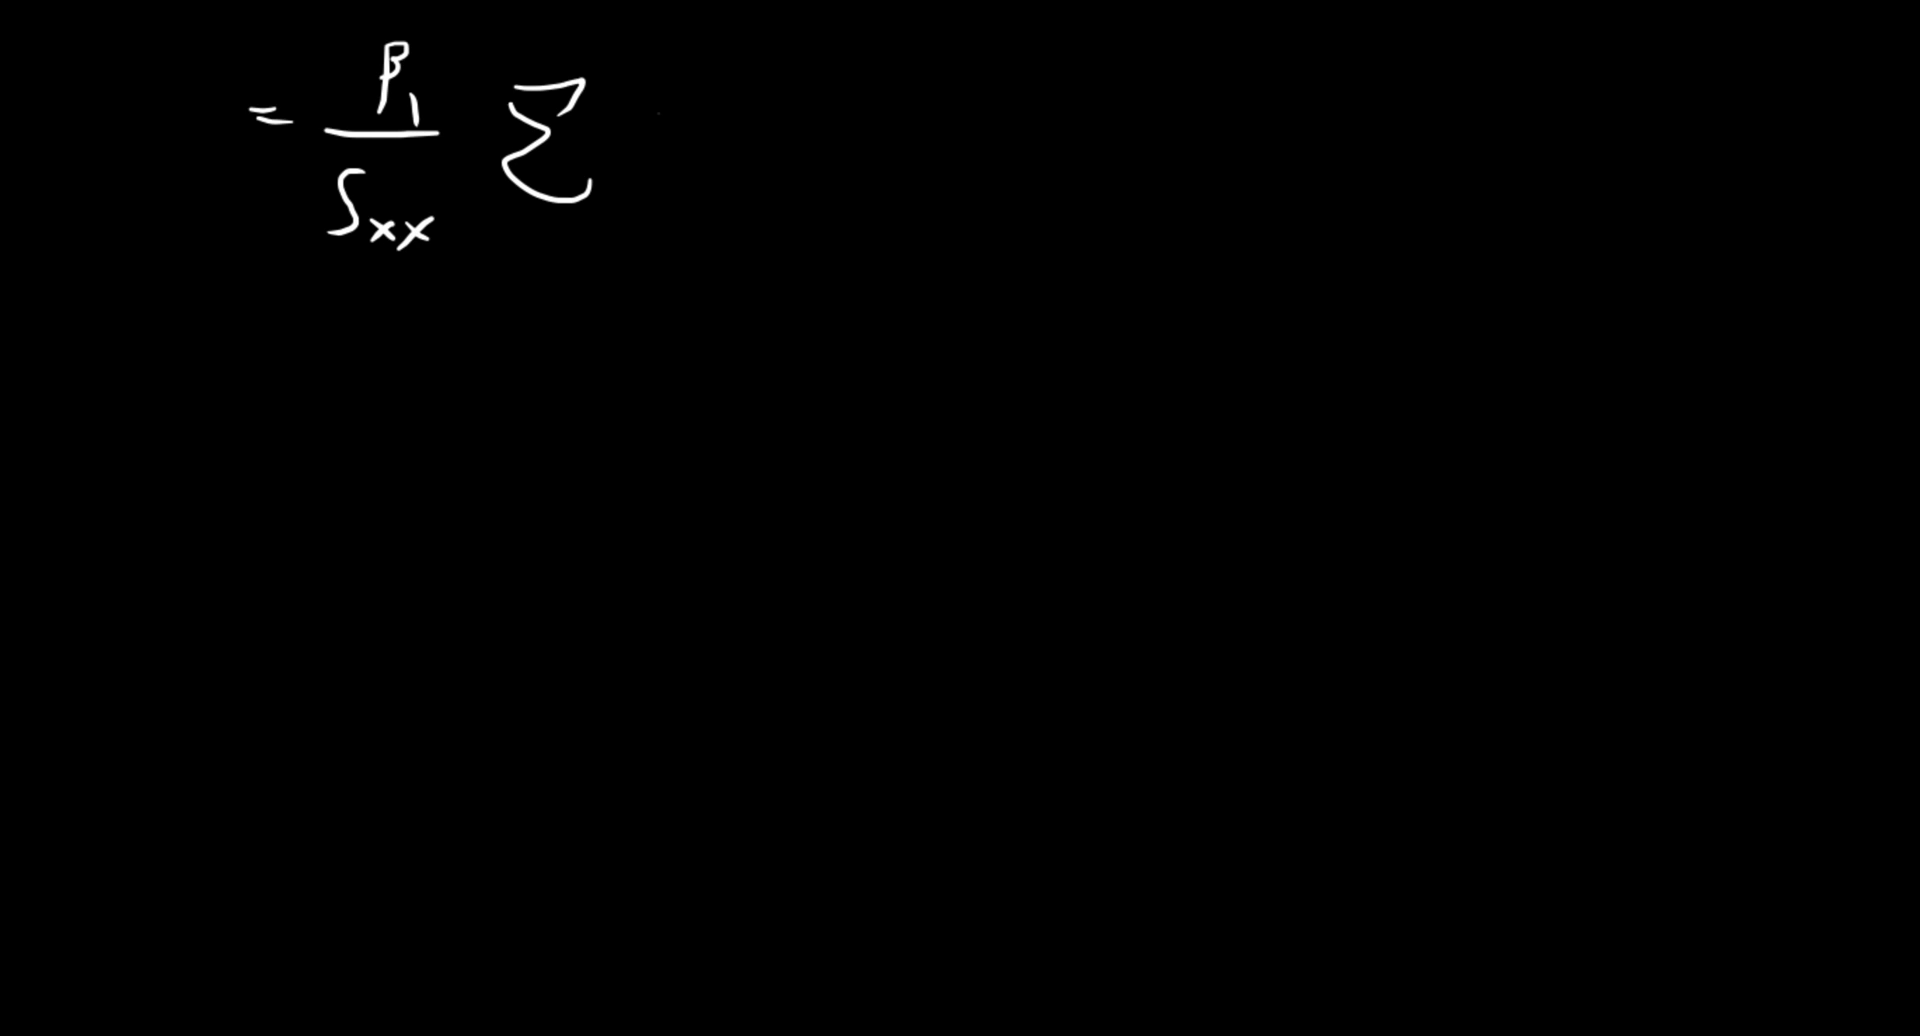 = β₁ / Sₓₓ Σ